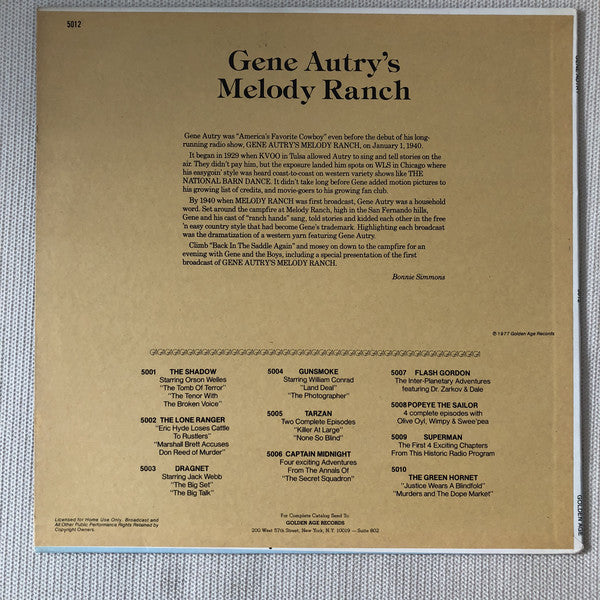 5012
Gene Autry's
Melody Ranch
Gene Autry was "America's Favorite Cowboy" even before the debut of his long-
running radio show, GENE AUTRY'S MELODY RANCH, on January 1, 1940.
It began in 1929 when KVOO in Tulsa allowed Autry to sing and tell stories on the
air. They didn't pay him, but the exposure landed him spots on WLS in Chicago where
his easygoin' style was heard coast-to-coast on western variety shows like THE
NATIONAL BARN DANCE. It didn't take long before Gene added motion pictures to
his growing list of credits, and movie-goers to his growing fan club.
By 1940 when MELODY RANCH was first broadcast, Gene Autry was a household
word. Set around the campfire at Melody Ranch, high in the San Fernando hills,
Gene and his cast of "ranch hands" sang, told stories and kidded each other in the free
'n easy country style that had become Gene's trademark. Highlighting each broadcast
was the dramatization of a western yarn featuring Gene Autry.
Climb "Back In The Saddle Again" and mosey on down to the campfire for an
evening with Gene and the Boys, including a special presentation of the first
broadcast of GENE AUTRY'S MELODY RANCH.
Bonnie Simmons
© 1977 Golden Age Records
5001 THE SHADOW
Starring Orson Welles
"The Tomb Of Terror"
"The Tenor With
The Broken Voice"
5002 THE LONE RANGER
"Eric Hyde Loses Cattle
To Rustlers"
"Marshall Brett Accuses
Don Reed of Murder"
5003 DRAGNET
Starring Jack Webb
"The Big Set"
"The Big Talk"
5004 GUNSMOKE
Starring William Conrad
"Land Deal"
"The Photographer"
5005 TARZAN
Two Complete Episodes
"Killer At Large"
"None So Blind"
5006 CAPTAIN MIDNIGHT
Four exciting Adventures
From The Annals Of
"The Secret Squadron"
5007 FLASH GORDON
The Inter-Planetary Adventures
featuring Dr. Zarkov & Dale
5008 POPEYE THE SAILOR
4 complete episodes with
Olive Oyl, Wimpy & Swee'pea
5009 SUPERMAN
The First 4 Exciting Chapters
From This Historic Radio Program
5010
THE GREEN HORNET
"Justice Wears A Blindfold"
"Murders and The Dope Market"
Licensed for Home Use Only, Broadcast and
All Other Public Performance Rights Retained by
Copyright Owners.
For Complete Catalog Send To
GOLDEN AGE RECORDS
200 West 57th Street, New York, N.Y. 10019 — Suite 802
GOLDEN AGE